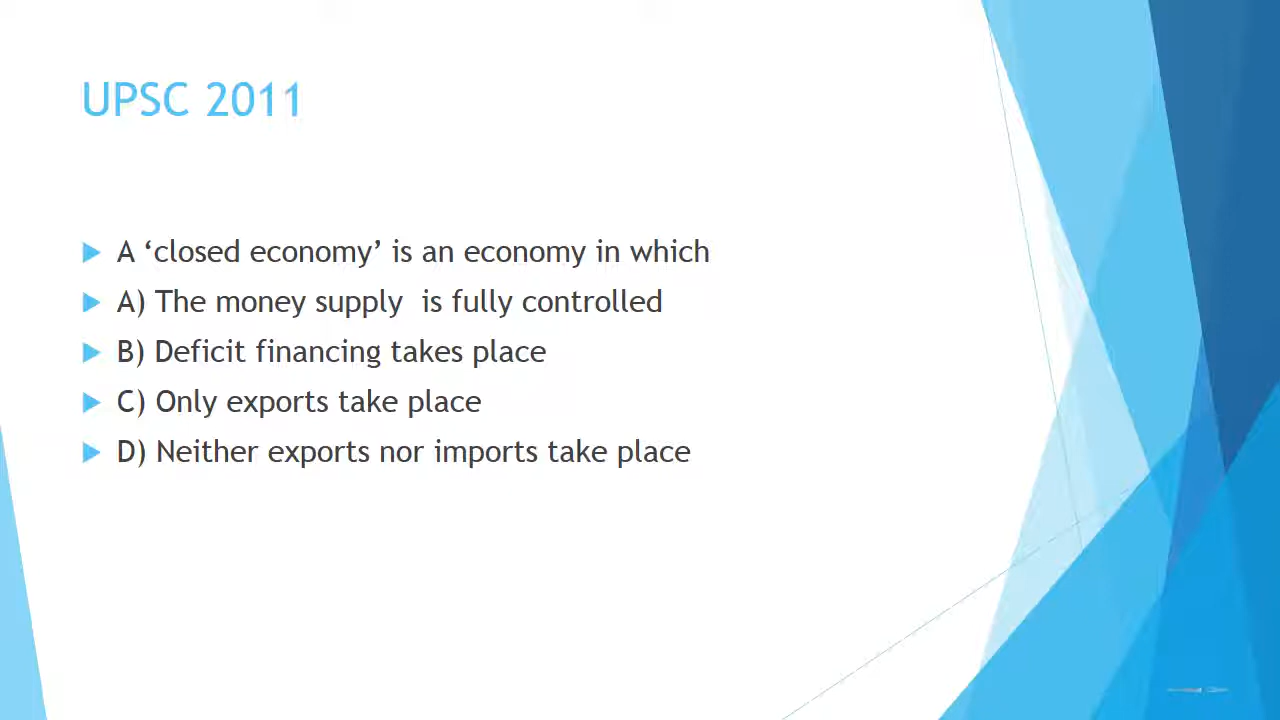 UPSC 2011
A ‘closed economy’ is an economy in which
A) The money supply  is fully controlled
B) Deficit financing takes place
C) Only exports take place
D) Neither exports nor imports take place